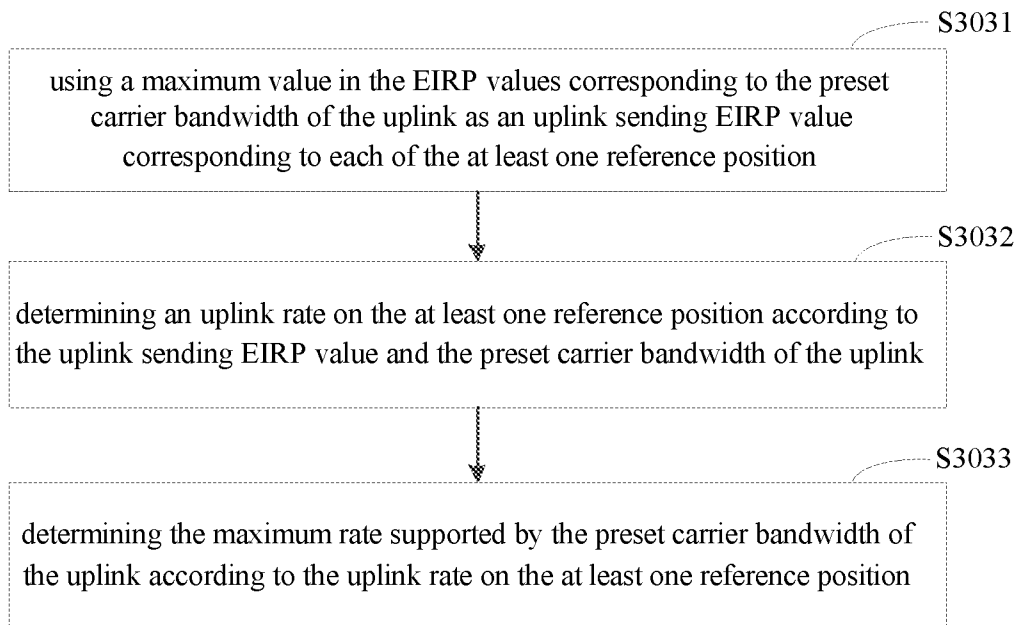 S3031
using a maximum value in the EIRP values corresponding to the preset
carrier bandwidth of the uplink as an uplink sending EIRP value
corresponding to each of the at least one reference position
S3032
determining an uplink rate on the at least one reference position according to
the uplink sending EIRP value and the preset carrier bandwidth of the uplink
S3033
determining the maximum rate supported by the preset carrier bandwidth of
the uplink according to the uplink rate on the at least one reference position